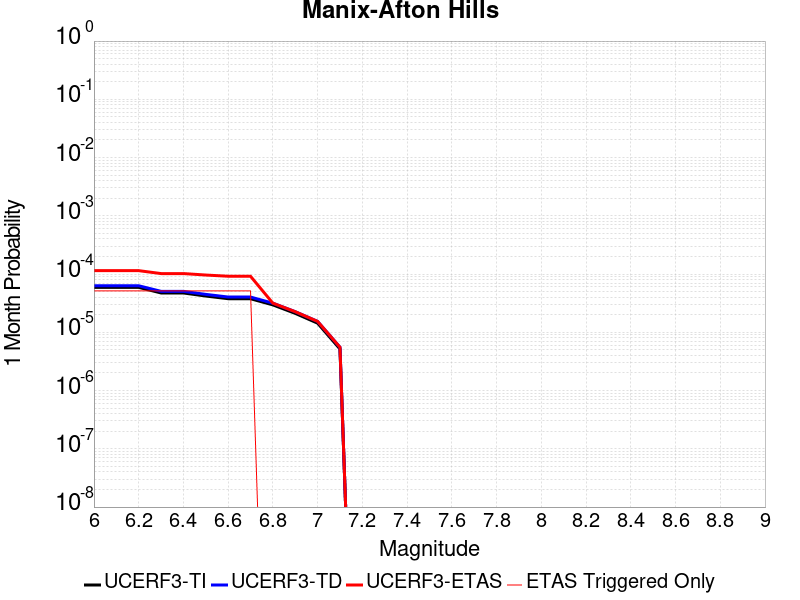 Manix-Afton Hills
1 Month Probability
10^0
10^-1
10^-2
10^-3
10^-4
10^-5
10^-6
10^-7
10^-8
6 6.2 6.4 6.6 6.8 7 7.2 7.4 7.6 7.8 8 8.2 8.4 8.6 8.8 9
Magnitude
UCERF3-TI UCERF3-TD UCERF3-ETAS ETAS Triggered Only